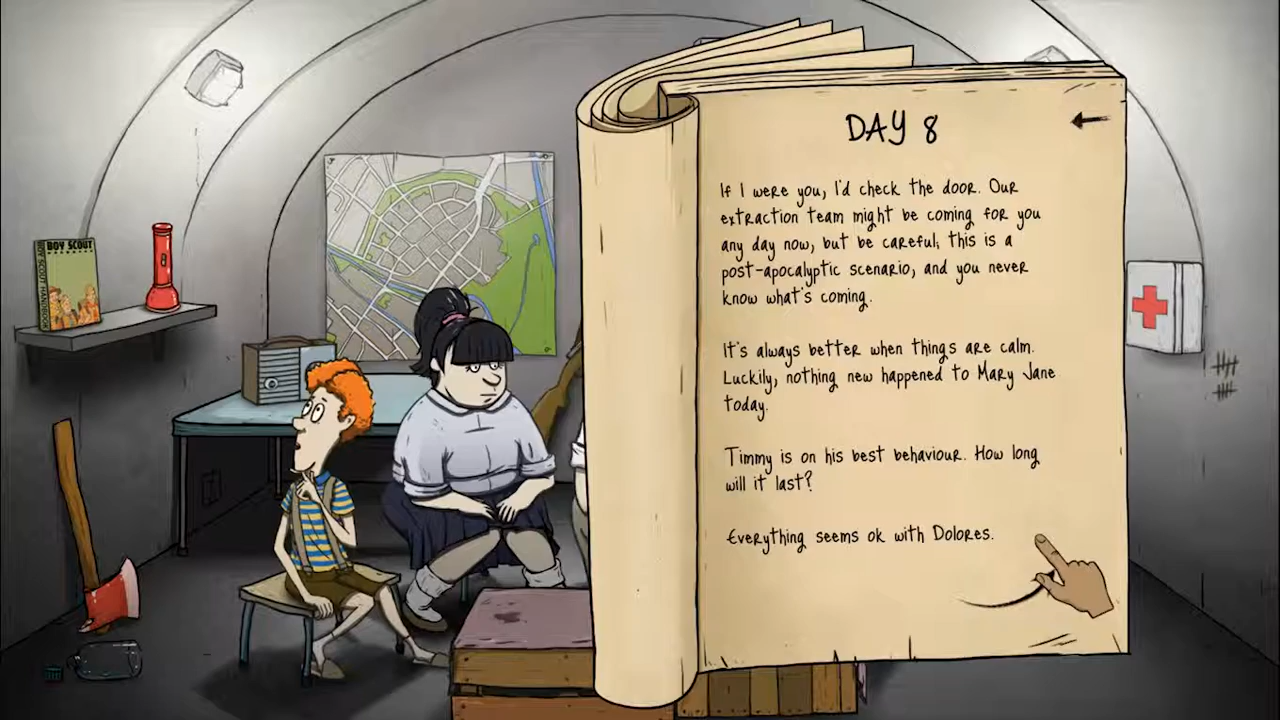 BOY SCOUT
BOY SCOUT HANDBOOK
DAY 8
If I were you, I'd check the door. Our
extraction team might be coming for you
any day now, but be careful; this is a
post-apocalyptic scenario, and you never
know what's coming.
It's always better when things are calm.
Luckily, nothing new happened to Mary Jane
today.
Timmy is on his best behaviour. How long
will it last?
Everything seems ok with Dolores.